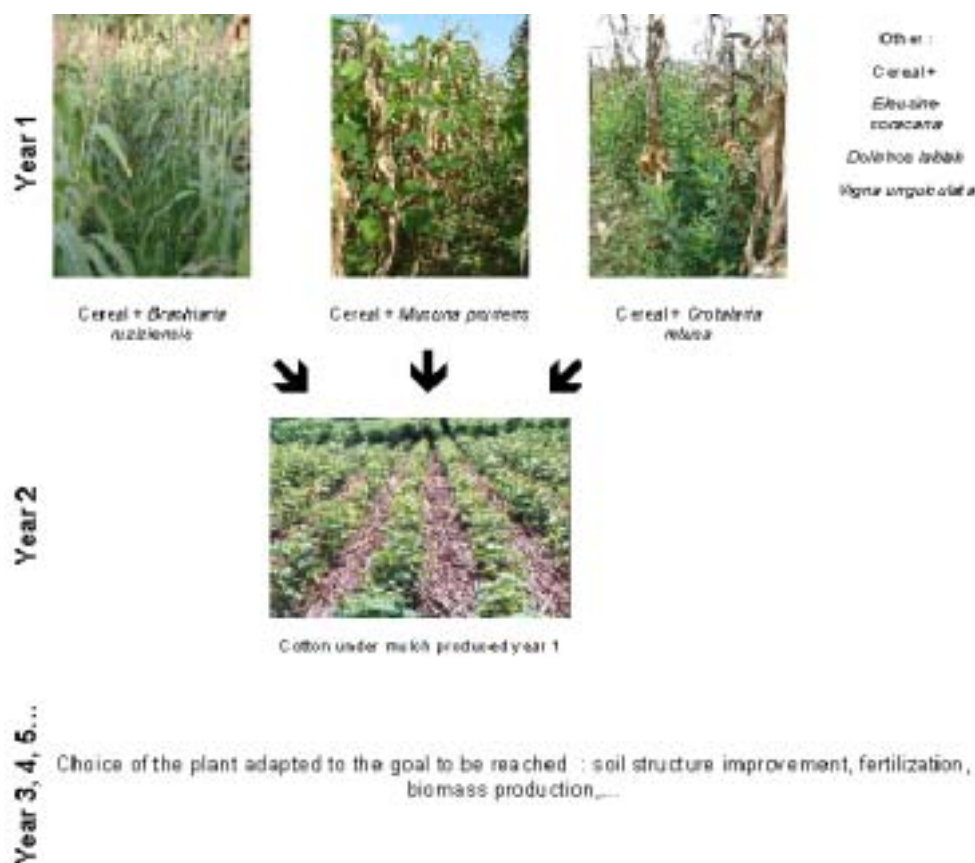 Year 1
Other :
Cereal +
Eleusine
coracana
Dolichos lablab
Vigna unguiculata
Cereal + Brachiaria
ruziziensis
Cereal + Mucuna pruriens
Cereal + Crotalaria
retusa
Year 2
Cotton under mulch produced year 1
Year 3, 4, 5...
Choice of the plant adapted to the goal to be reached : soil structure improvement, fertilization,
biomass production,...